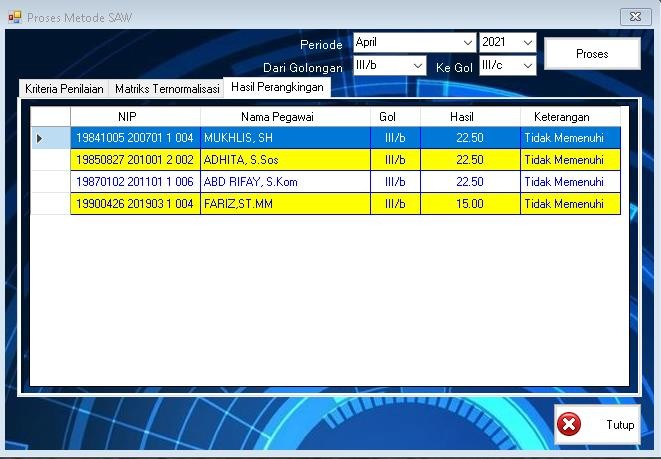 Proses Metode SAW
Periode April 2021
Proses
Dari Golongan III/b Ke Gol III/c
Kriteria Penilaian Matriks Ternormalisasi Hasil Perangkingan
NIP Nama Pegawai Gol Hasil Keterangan
19841005 200701 1 004 MUKHLIS, SH III/b 22.50 Tidak Memenuhi
19850827 201001 2 002 ADHITA, S.Sos III/b 22.50 Tidak Memenuhi
19870102 201101 1 006 ABD RIFAY, S.Kom III/b 22.50 Tidak Memenuhi
19900426 201903 1 004 FARIZ,ST.MM III/b 15.00 Tidak Memenuhi
Tutup